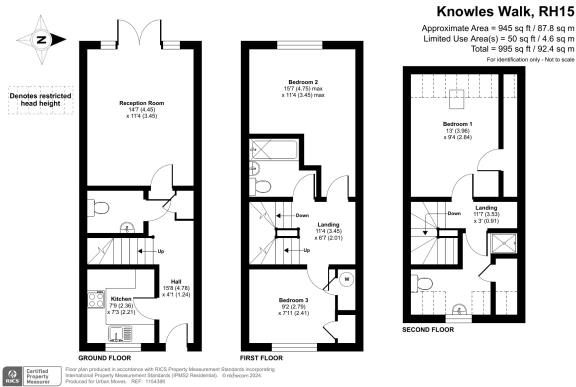 Knowles Walk, RH15
Approximate Area = 945 sq ft / 87.8 sq m
Limited Use Area(s) = 50 sq ft / 4.6 sq m
Total = 995 sq ft / 92.4 sq m
For identification only - Not to scale
N
Denotes restricted
head height
Reception Room
14'7 (4.45)
x 11'4 (3.45)
Up
Kitchen
7'9 (2.36)
x 7'3 (2.21)
Hall
15'8 (4.78)
x 4'1 (1.24)
GROUND FLOOR
Bedroom 2
15'7 (4.75) max
x 11'4 (3.45) max
Down
Landing
11'4 (3.45)
x 6'7 (2.01)
Up
W
Bedroom 3
9'2 (2.79)
x 7'11 (2.41)
FIRST FLOOR
Bedroom 1
13' (3.96)
x 9'4 (2.84)
Landing
11'7 (3.53)
x 3' (0.91)
Down
SECOND FLOOR
RICS
Certified
Property
Measurer
Floor plan produced in accordance with RICS Property Measurement Standards incorporating
International Property Measurement Standards (IPMS2 Residential). © nichecom 2024.
Produced for Urban Moves. REF: 1154388